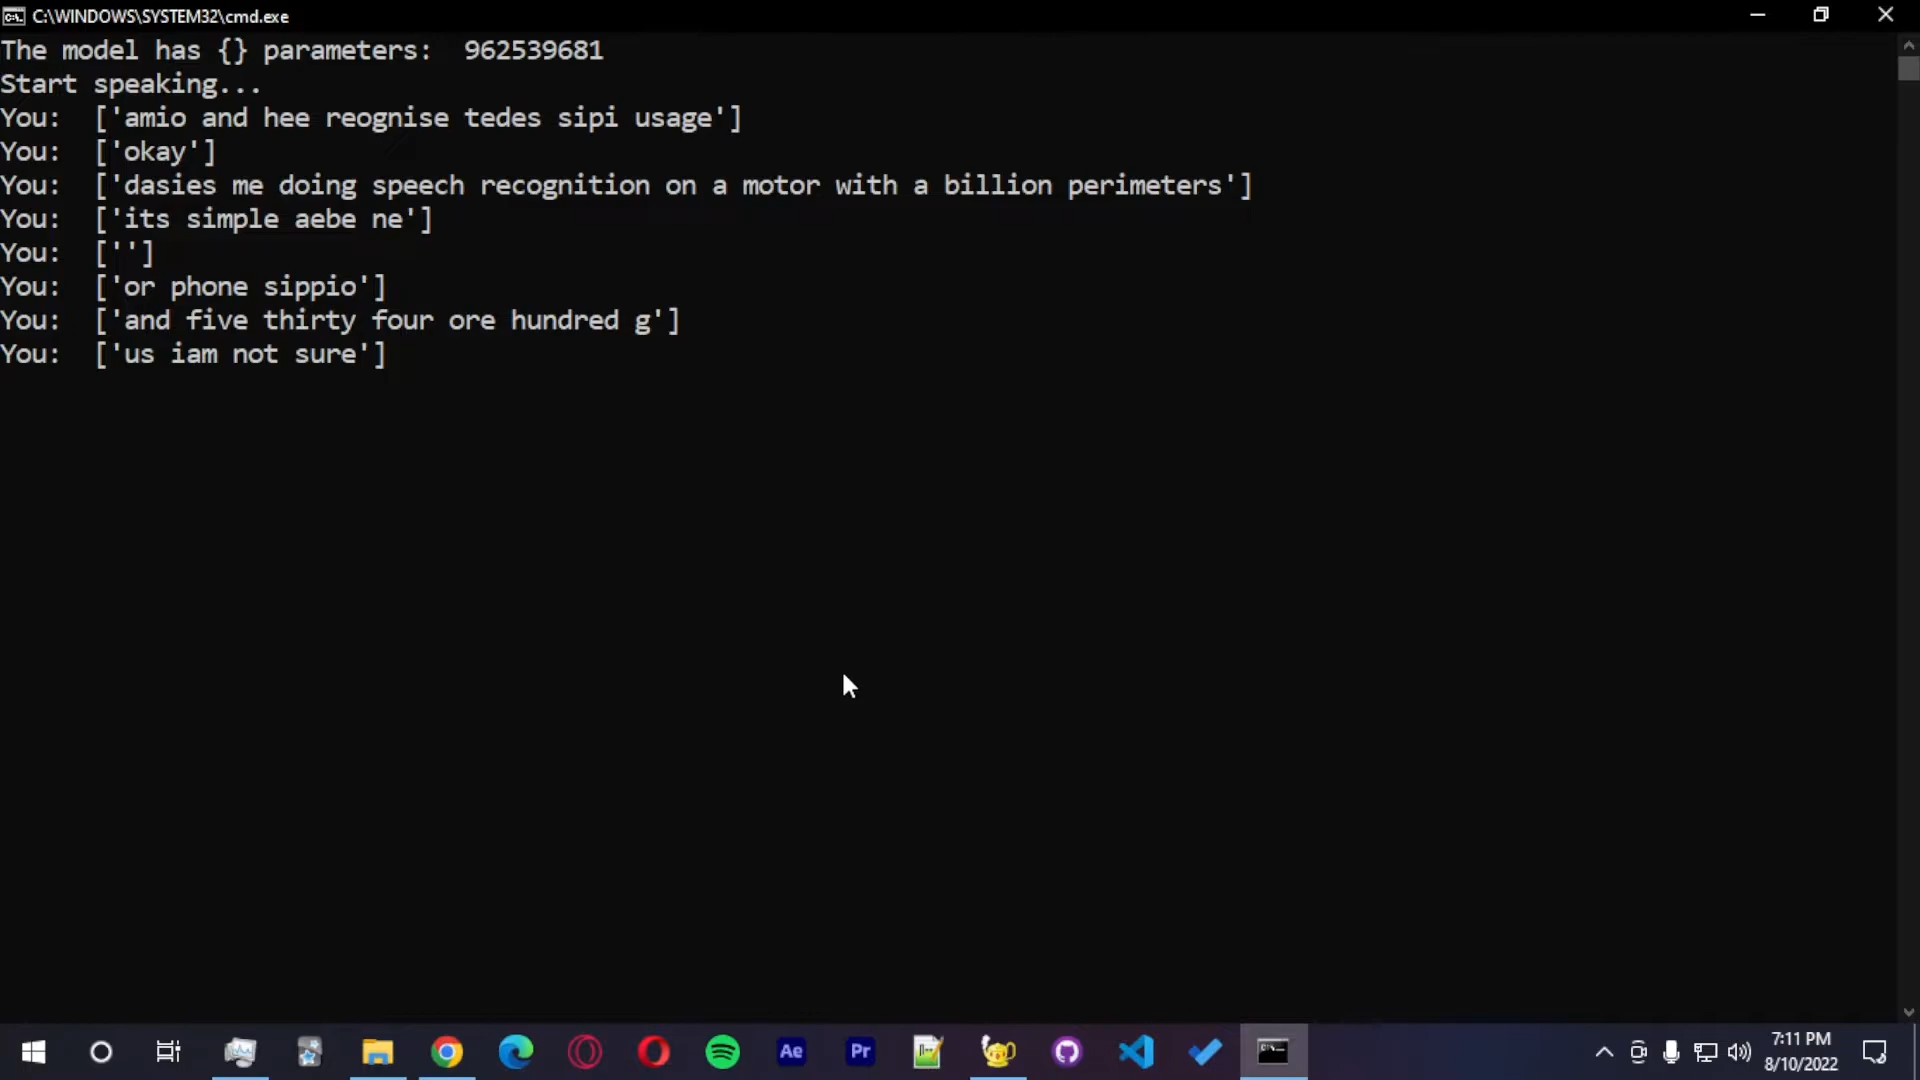 C:\WINDOWS\SYSTEM32\cmd.exe
The model has {} parameters:  962539681
Start speaking...
You:  ['amio and hee reognise tedes sipi usage']
You:  ['okay']
You:  ['dasies me doing speech recognition on a motor with a billion perimeters']
You:  ['its simple aebe ne']
You:  ['']
You:  ['or phone sippio']
You:  ['and five thirty four ore hundred g']
You:  ['us iam not sure']
Ae
Pr
7:11 PM
8/10/2022